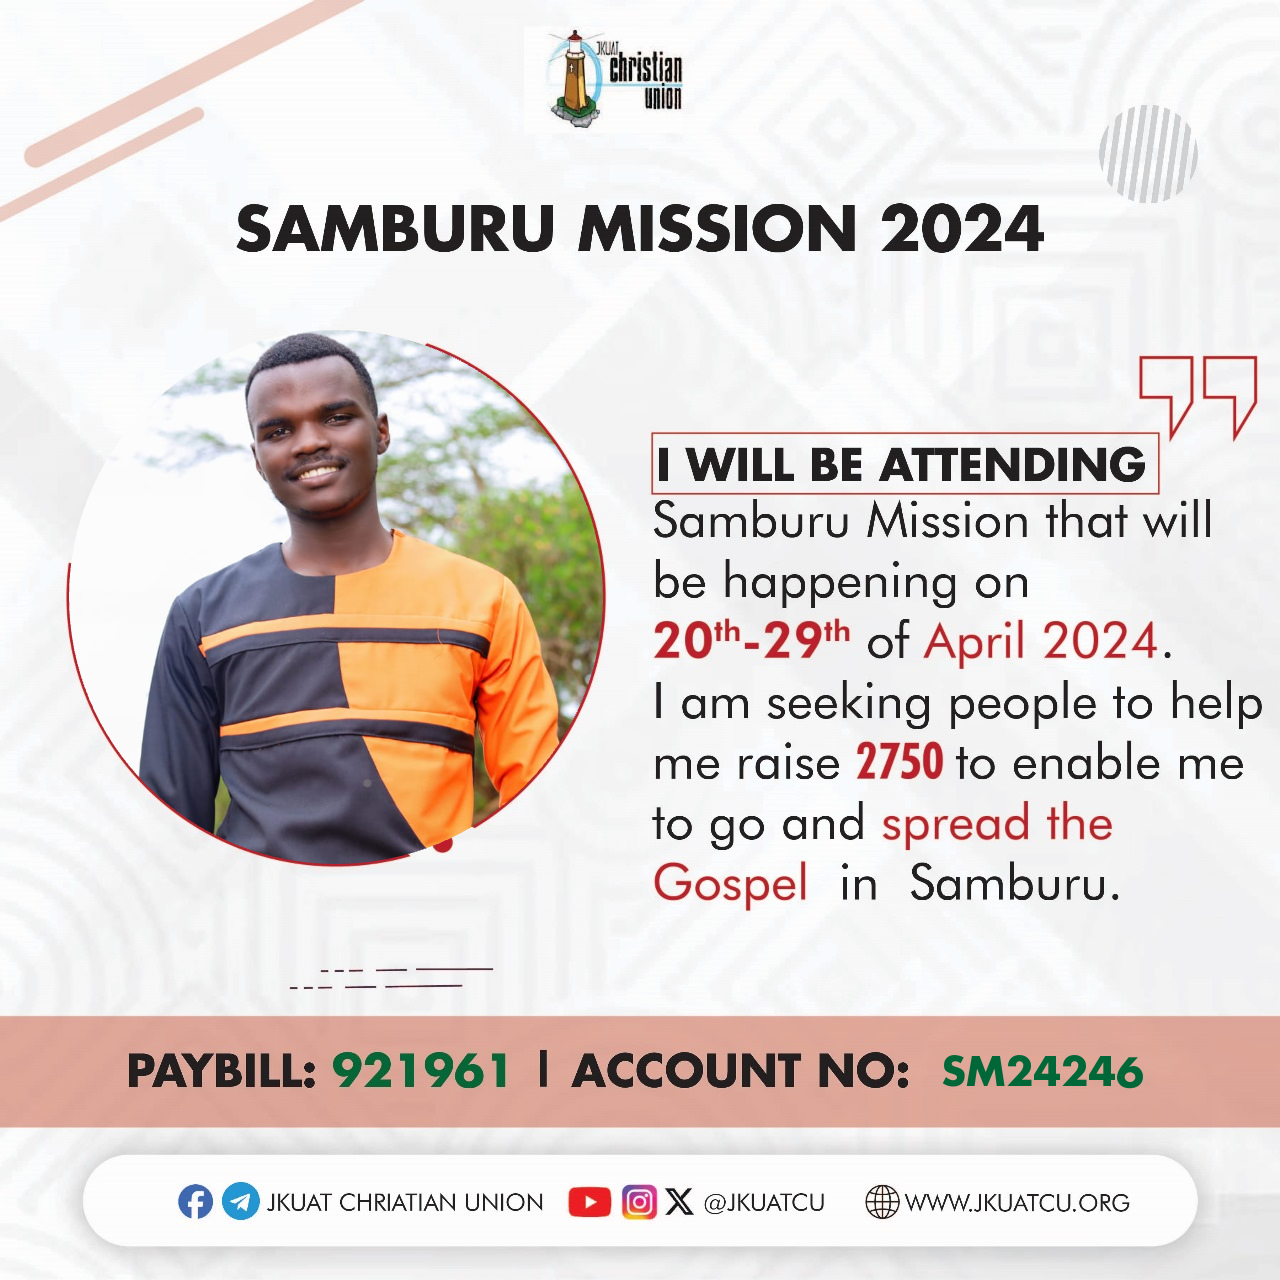 JKUAT
christian
union
SAMBURU MISSION 2024
I WILL BE ATTENDING
Samburu Mission that will
be happening on
20th-29th of April 2024.
I am seeking people to help
me raise 2750 to enable me
to go and spread the
Gospel in Samburu.
PAYBILL: 921961 | ACCOUNT NO: SM24246
JKUAT CHRIATIAN UNION @JKUATCU WWW.JKUATCU.ORG